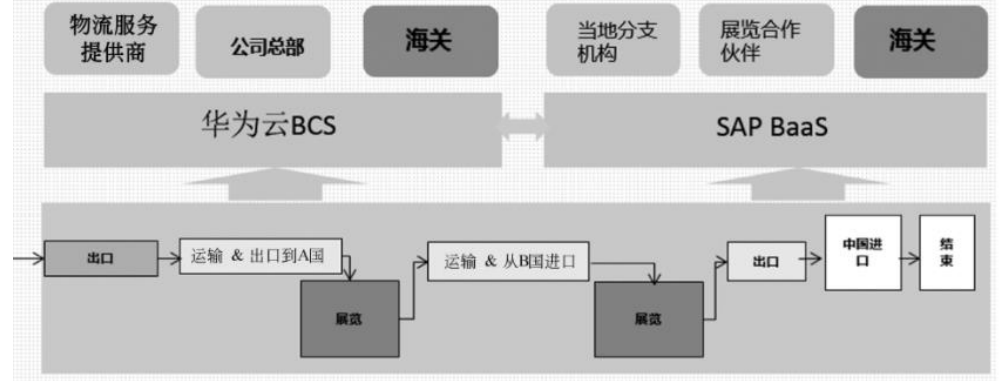 物流服务
提供商
公司总部
海关
当地分支
机构
展览合作
伙伴
海关
华为云BCS
SAP BaaS
出口
运输 & 出口到A国
展览
运输 & 从B国进口
展览
出口
中国进
口
结
束